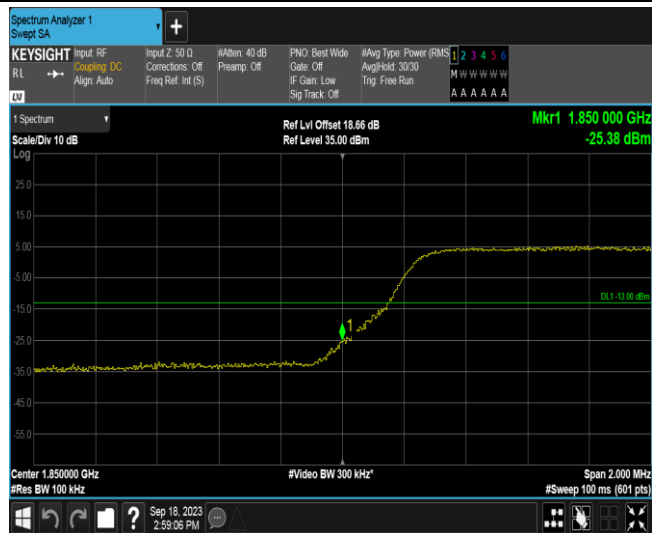 Spectrum Analyzer 1
Swept SA
KEYSIGHT
RL
Input: RF
Coupling: DC
Align: Auto
Input Z: 50 Ω
Corrections: Off
Freq Ref: Int (S)
#Atten: 40 dB
Preamp: Off
PNO: Best Wide
Gate: Off
IF Gain: Low
Sig Track: Off
#Avg Type: Power (RMS
Avg|Hold: 30/30
Trig: Free Run
1 2 3 4 5 6
M W W W W W
A A A A A A
1 Spectrum
Scale/Div 10 dB
Log
Ref Lvl Offset 18.66 dB
Ref Level 35.00 dBm
Mkr1 1.850 000 GHz
-25.38 dBm
25.0
15.0
5.00
-5.00
-15.0
-25.0
-35.0
-45.0
-55.0
DL1 -13.00 dBm
1
Center 1.850000 GHz
#Res BW 100 kHz
#Video BW 300 kHz*
Span 2.000 MHz
#Sweep 100 ms (601 pts)
Sep 18, 2023
2:59:06 PM